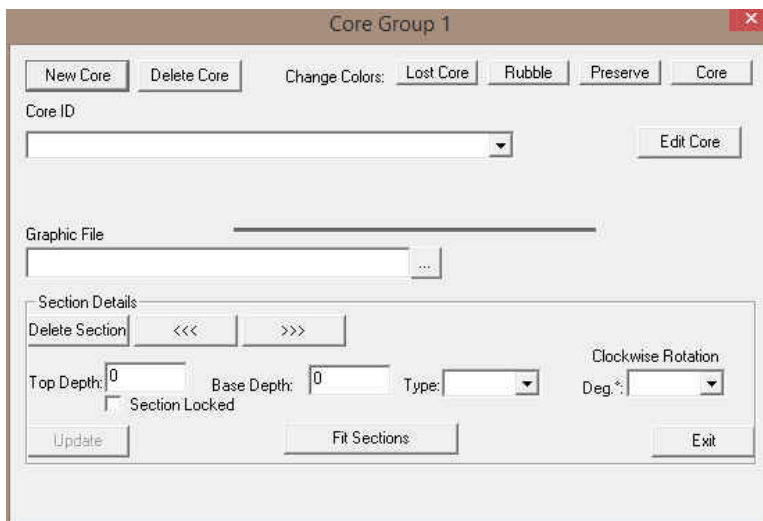 Core Group 1
x
New Core Delete Core Change Colors: Lost Core Rubble Preserve Core
Core ID
Edit Core
Graphic File
...
Section Details
Delete Section <<< >>>
Clockwise Rotation
Top Depth: 0 Base Depth: 0 Type: Deg.*:
Section Locked
Update Fit Sections Exit